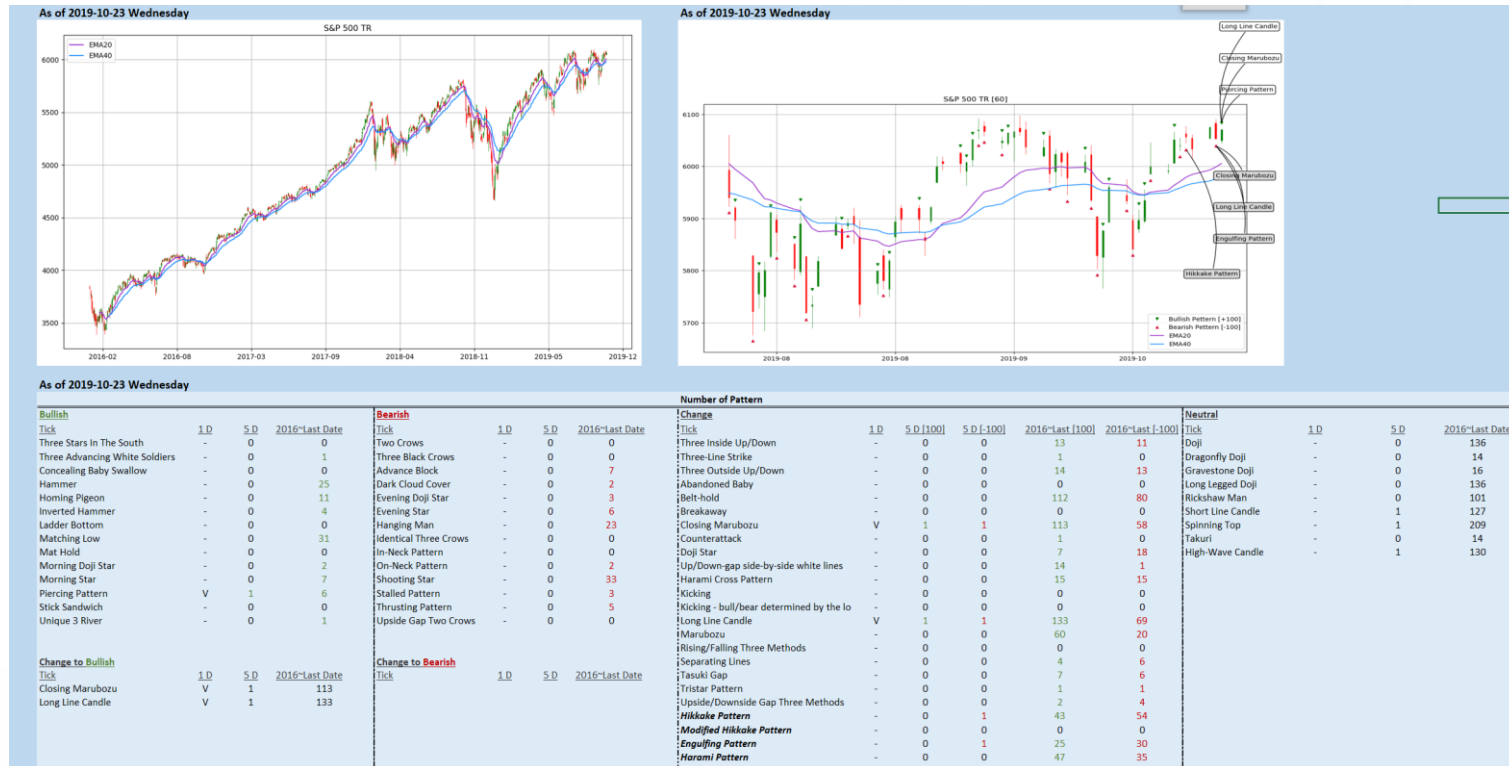 As of 2019-10-23 Wednesday
S&P 500 TR
EMA20
EMA40
6000
5500
5000
4500
4000
3500
2016-02 2016-08 2017-03 2017-09 2018-04 2018-11 2019-05 2019-12
As of 2019-10-23 Wednesday
Long Line Candle
Closing Marubozu
Piercing Pattern
S&P 500 TR [60]
6100
6000
5900
5800
5700
Closing Marubozu
Long Line Candle
Engulfing Pattern
Hikkake Pattern
Bullish Pettern [+100]
Bearish Pettern [-100]
EMA20
EMA40
2019-08 2019-08 2019-09 2019-10
As of 2019-10-23 Wednesday
Number of Pattern
Bullish Bearish Change Neutral
Tick 1 D 5 D 2016~Last Date Tick 1 D 5 D 2016~Last Date Tick 1 D 5 D [100] 5 D [-100] 2016~Last [100] 2016~Last [-100] Tick 1 D 5 D 2016~Last Date
Three Stars In The South - 0 0 Two Crows - 0 0 Three Inside Up/Down - 0 0 13 11 Doji - 0 136
Three Advancing White Soldiers - 0 1 Three Black Crows - 0 0 Three-Line Strike - 0 0 1 0 Dragonfly Doji - 0 14
Concealing Baby Swallow - 0 0 Advance Block - 0 7 Three Outside Up/Down - 0 0 14 13 Gravestone Doji - 0 16
Hammer - 0 25 Dark Cloud Cover - 0 2 Abandoned Baby - 0 0 0 0 Long Legged Doji - 0 136
Homing Pigeon - 0 11 Evening Doji Star - 0 3 Belt-hold - 0 0 112 80 Rickshaw Man - 0 101
Inverted Hammer - 0 4 Evening Star - 0 6 Breakaway - 0 0 0 0 Short Line Candle - 1 127
Ladder Bottom - 0 0 Hanging Man - 0 23 Closing Marubozu V 1 1 113 58 Spinning Top - 1 209
Matching Low - 0 31 Identical Three Crows - 0 0 Counterattack - 0 0 1 0 Takuri - 0 14
Mat Hold - 0 0 In-Neck Pattern - 0 0 Doji Star - 0 0 7 18 High-Wave Candle - 1 130
Morning Doji Star - 0 2 On-Neck Pattern - 0 2 Up/Down-gap side-by-side white lines - 0 0 14 1
Morning Star - 0 7 Shooting Star - 0 33 Harami Cross Pattern - 0 0 15 15
Piercing Pattern V 1 6 Stalled Pattern - 0 3 Kicking - 0 0 0 0
Stick Sandwich - 0 0 Thrusting Pattern - 0 5 Kicking - bull/bear determined by the lo - 0 0 0 0
Unique 3 River - 0 1 Upside Gap Two Crows - 0 0 Long Line Candle V 1 1 133 69
Marubozu - 0 0 60 20
Rising/Falling Three Methods - 0 0 0 0
Change to Bullish Change to Bearish Separating Lines - 0 0 4 6
Tick 1 D 5 D 2016~Last Date Tick 1 D 5 D 2016~Last Date Tasuki Gap - 0 0 7 6
Closing Marubozu V 1 113 Tristar Pattern - 0 0 1 1
Long Line Candle V 1 133 Upside/Downside Gap Three Methods - 0 0 2 4
Hikkake Pattern - 0 1 43 54
Modified Hikkake Pattern - 0 0 0 0
Engulfing Pattern - 0 1 25 30
Harami Pattern - 0 0 47 35